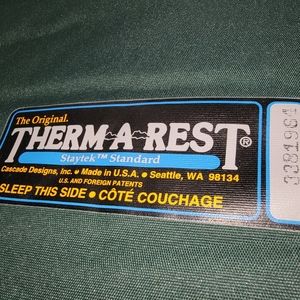 The Original.
THERM-A-REST®
Staytek™ Standard
Cascade Designs, Inc. • Made in U.S.A. • Seattle, WA 98134
U.S. AND FOREIGN PATENTS
SLEEP THIS SIDE • CÔTÉ COUCHAGE